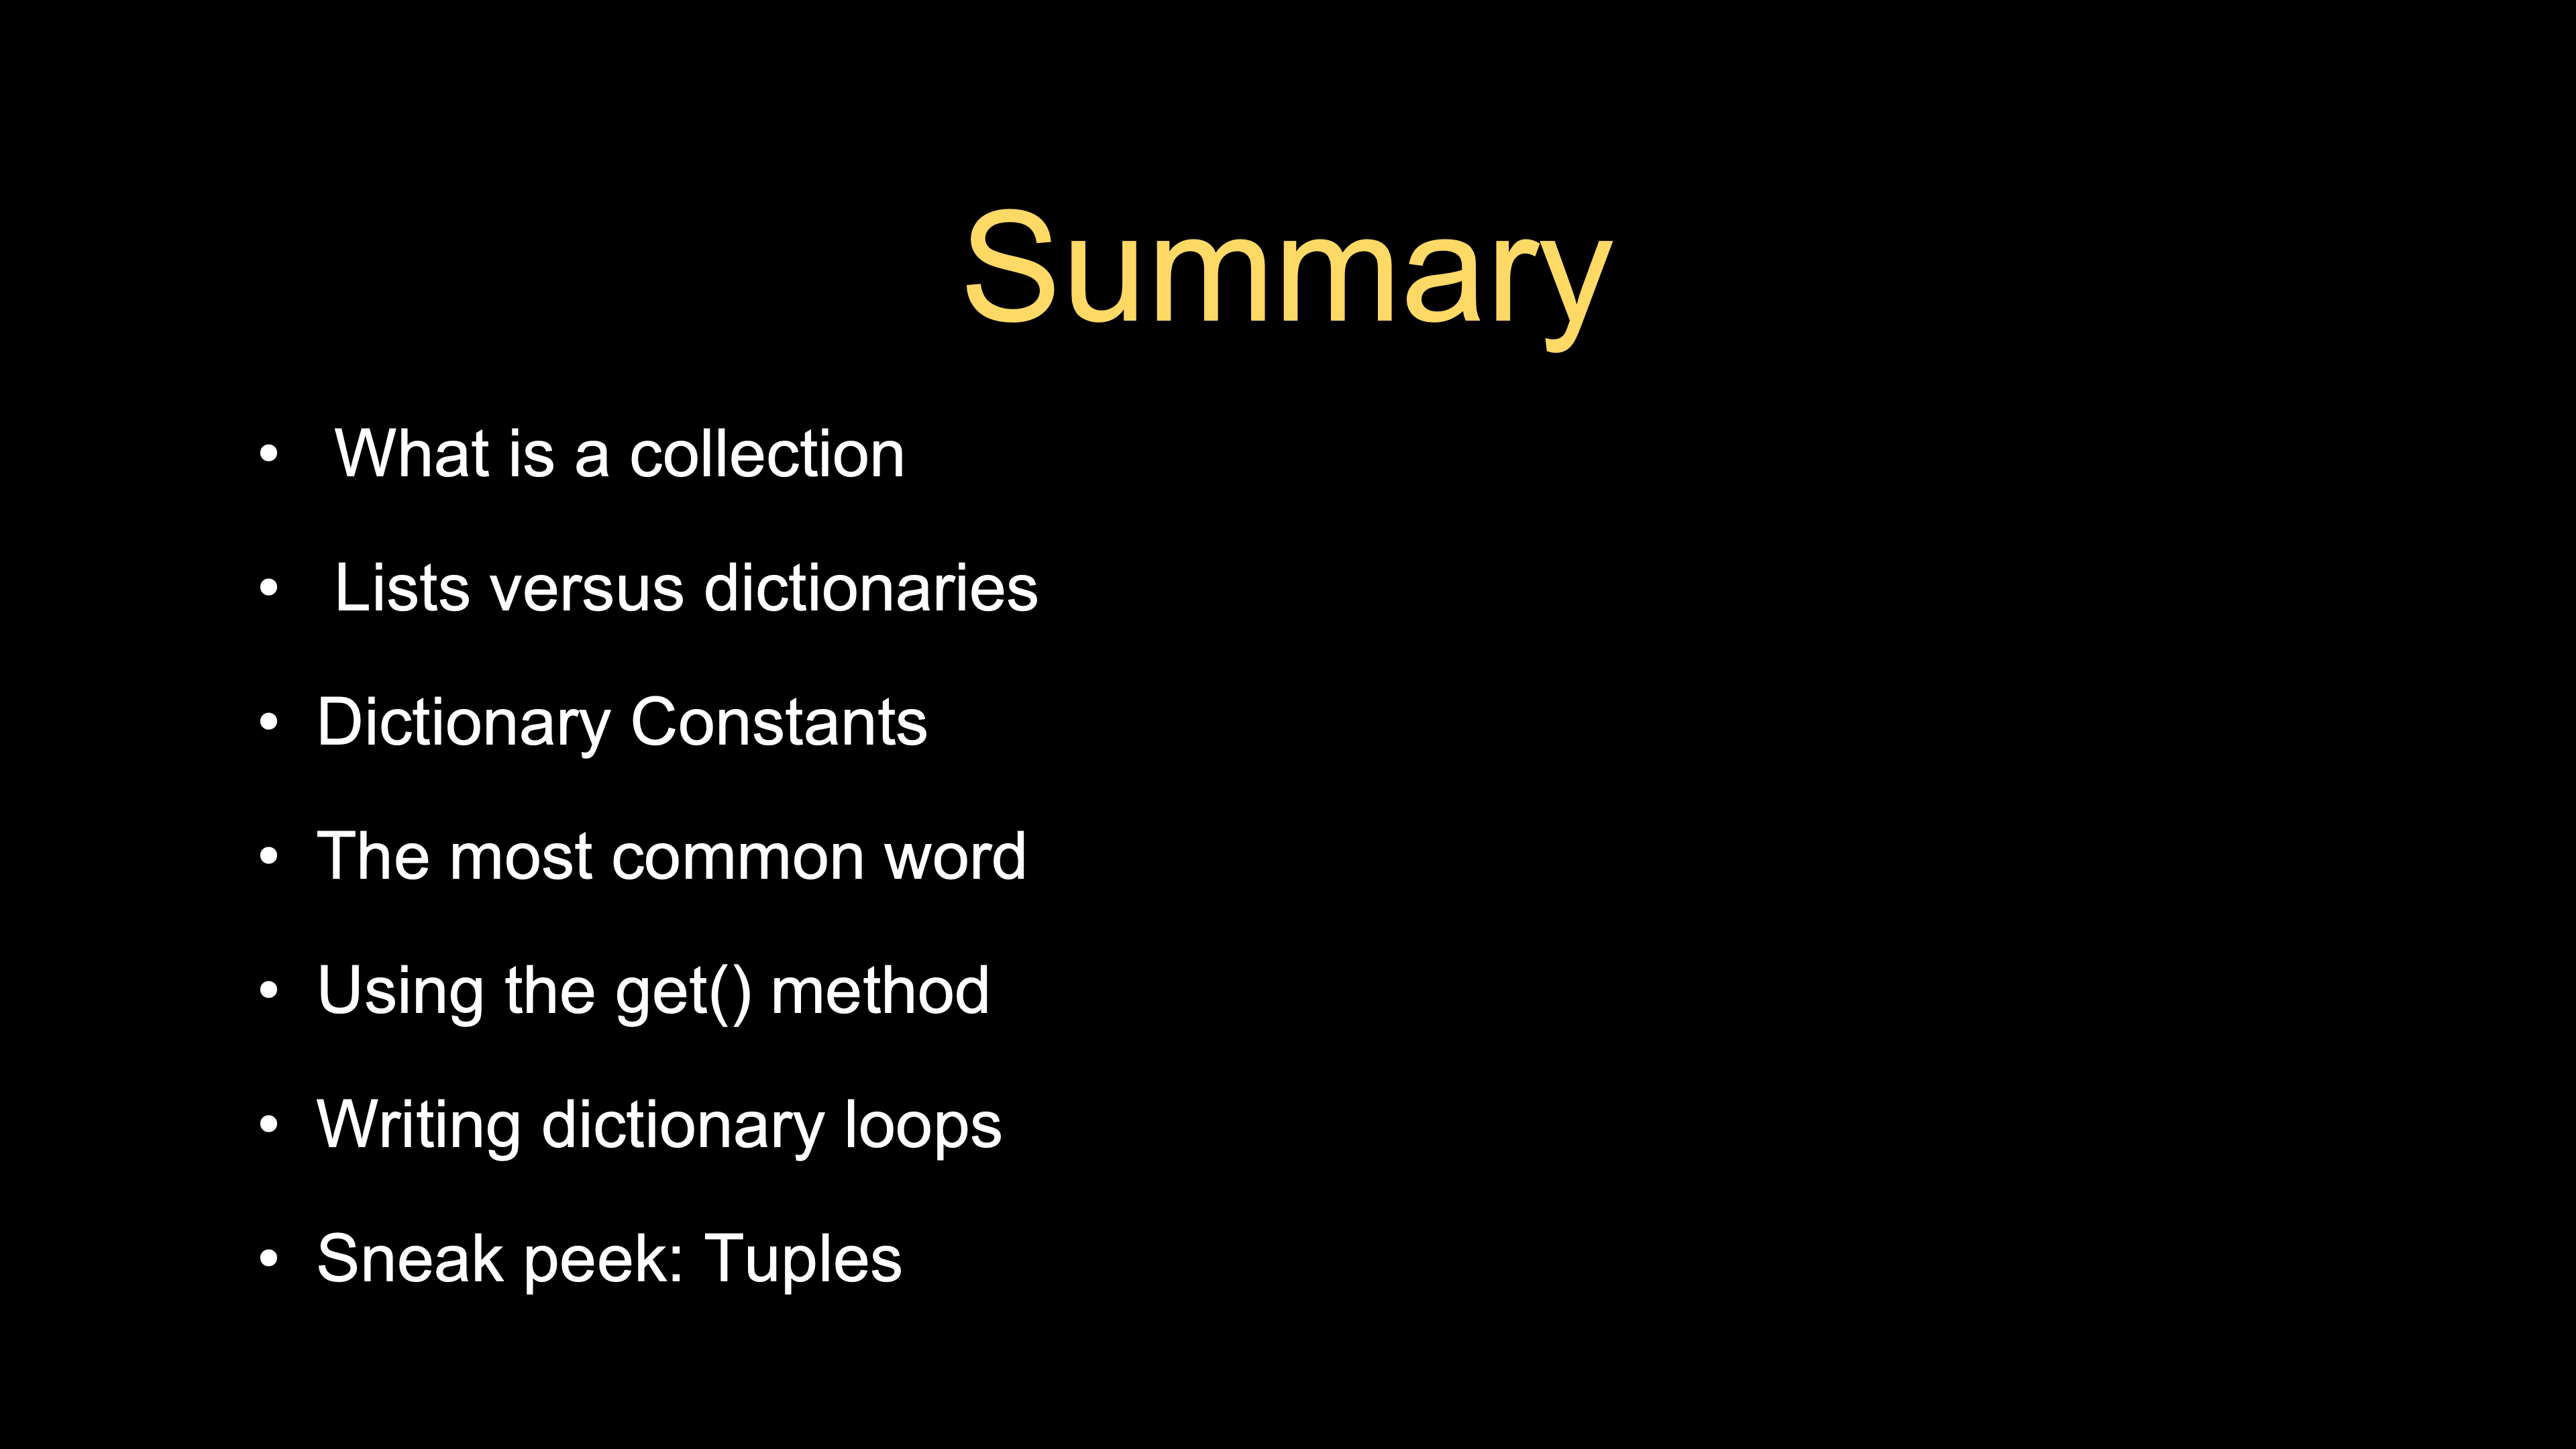 Summary
• What is a collection
• Lists versus dictionaries
• Dictionary Constants
• The most common word
• Using the get() method
• Writing dictionary loops
• Sneak peek: Tuples